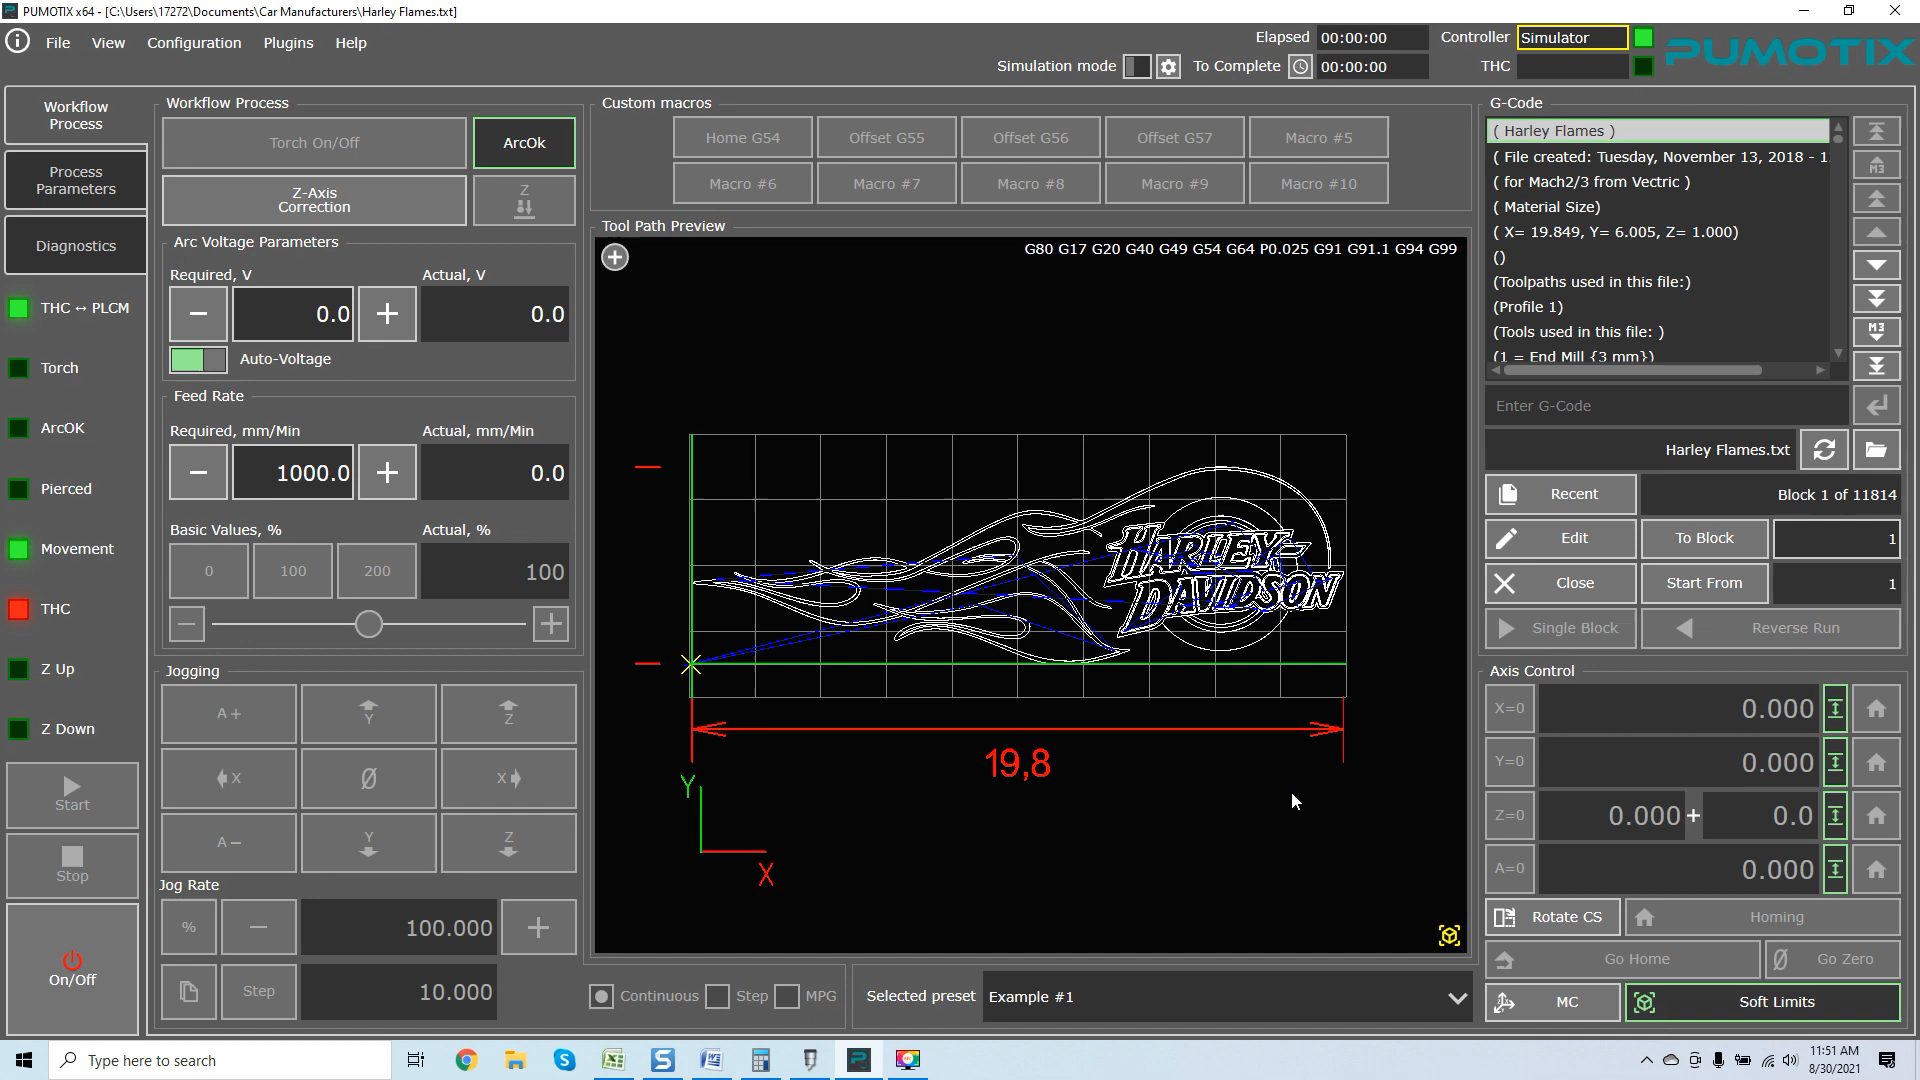 PUMOTIX x64 - [C:\Users\17272\Documents\Car Manufacturers\Harley Flames.txt]
File View Configuration Plugins Help
Elapsed 00:00:00 Controller Simulator
Simulation mode To Complete 00:00:00 THC
PUMOTIX
Workflow
Process
Process
Parameters
Diagnostics
THC ↔ PLCM
Torch
ArcOK
Pierced
Movement
THC
Z Up
Z Down
Start
Stop
On/Off
Workflow Process
Torch On/Off ArcOk
Z-Axis
Correction
Z
Arc Voltage Parameters
Required, V Actual, V
0.0 0.0
Auto-Voltage
Feed Rate
Required, mm/Min Actual, mm/Min
1000.0 0.0
Basic Values, % Actual, %
0 100 200 100
Jogging
A+ Y Z
X Ø X
A− Y Z
Jog Rate
% 100.000
Step 10.000
Custom macros
Home G54 Offset G55 Offset G56 Offset G57 Macro #5
Macro #6 Macro #7 Macro #8 Macro #9 Macro #10
Tool Path Preview
G80 G17 G20 G40 G49 G54 G64 P0.025 G91 G91.1 G94 G99
HARLEY-
DAVIDSON
19,8
Y
X
Continuous Step MPG Selected preset Example #1
G-Code
( Harley Flames )
( File created: Tuesday, November 13, 2018 - 1
( for Mach2/3 from Vectric )
( Material Size)
( X= 19.849, Y= 6.005, Z= 1.000)
()
(Toolpaths used in this file:)
(Profile 1)
(Tools used in this file: )
(1 = End Mill {3 mm})
M3
M3
Enter G-Code
Harley Flames.txt
Recent Block 1 of 11814
Edit To Block 1
Close Start From 1
Single Block Reverse Run
Axis Control
X=0 0.000
Y=0 0.000
Z=0 0.000 + 0.0
A=0 0.000
Rotate CS Homing
Go Home Ø Go Zero
MC Soft Limits
Type here to search
11:51 AM
8/30/2021